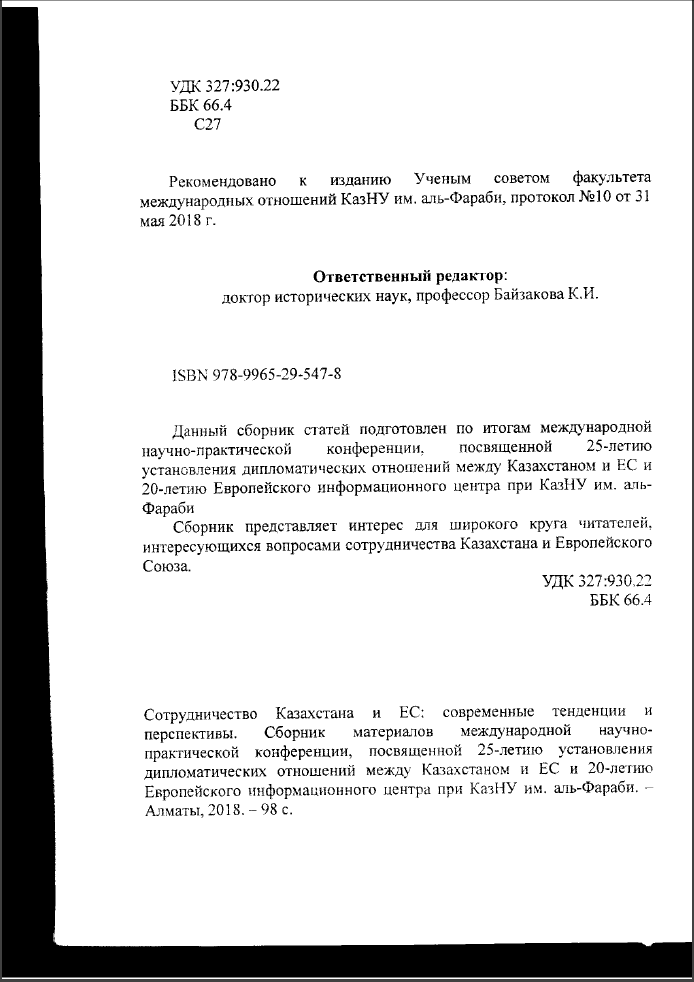 УДК 327:930.22
ББК 66.4
С27
Рекомендовано к изданию Ученым советом факультета
международных отношений КазНУ им. аль-Фараби, протокол №10 от 31
мая 2018 г.
Ответственный редактор:
доктор исторических наук, профессор Байзакова К.И.
ISBN 978-9965-29-547-8
Данный сборник статей подготовлен по итогам международной
научно-практической конференции, посвященной 25-летию
установления дипломатических отношений между Казахстаном и ЕС и
20-летию Европейского информационного центра при КазНУ им. аль-
Фараби
Сборник представляет интерес для широкого круга читателей,
интересующихся вопросами сотрудничества Казахстана и Европейского
Союза.
УДК 327:930.22
ББК 66.4
Сотрудничество Казахстана и ЕС: современные тенденции и
перспективы. Сборник материалов международной научно-
практической конференции, посвященной 25-летию установления
дипломатических отношений между Казахстаном и ЕС и 20-летию
Европейского информационного центра при КазНУ им. аль-Фараби. –
Алматы, 2018. – 98 с.